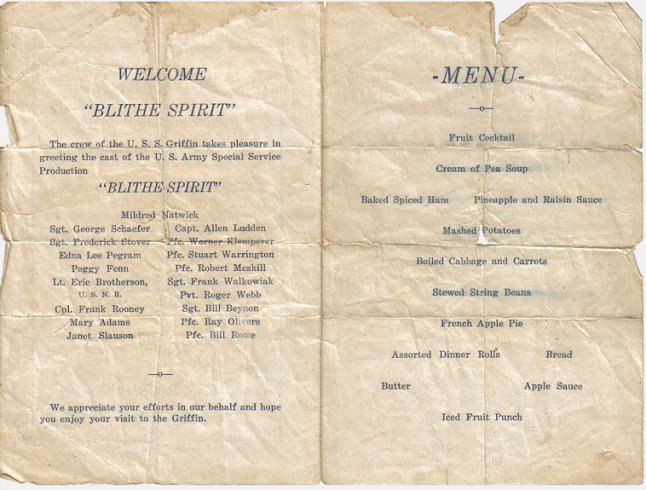 WELCOME
"BLITHE SPIRIT"
The crew of the U. S. S. Griffin takes pleasure in
greeting the cast of the U. S. Army Special Service
Production
"BLITHE SPIRIT"
Mildred Natwick
Sgt. George Schaefer Capt. Allen Ludden
Sgt. Frederick Stover Pfc. Werner Klemperer
Edna Lee Pegram Pfc. Stuart Warrington
Peggy Fenn Pfc. Robert Meskill
Lt. Eric Brotherson, Sgt. Frank Walkowiak
U. S. N. R. Pvt. Roger Webb
Cpl. Frank Rooney Sgt. Bill Beynon
Mary Adams Pfc. Ray Olivere
Janet Slauson Pfc. Bill Rowe
We appreciate your efforts in our behalf and hope
you enjoy your visit to the Griffin.
-MENU-
Fruit Cocktail
Cream of Pea Soup
Baked Spiced Ham Pineapple and Raisin Sauce
Mashed Potatoes
Boiled Cabbage and Carrots
Stewed String Beans
French Apple Pie
Assorted Dinner Rolls Bread
Butter Apple Sauce
Iced Fruit Punch